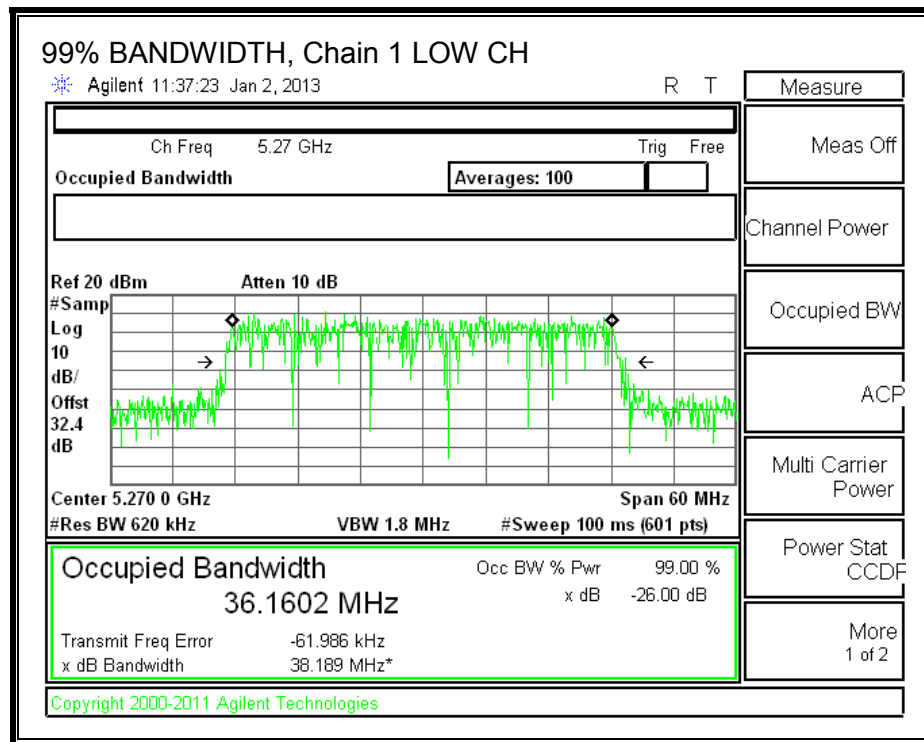 99% BANDWIDTH, Chain 1 LOW CH
Agilent 11:37:23 Jan 2, 2013 R T
Measure
Meas Off
Channel Power
Occupied BW
ACP
Multi Carrier
Power
Power Stat
CCDF
More
1 of 2
Ch Freq 5.27 GHz Trig Free
Occupied Bandwidth Averages: 100
Ref 20 dBm Atten 10 dB
#Samp
Log
10
dB/
Offst
32.4
dB
Center 5.270 0 GHz Span 60 MHz
#Res BW 620 kHz VBW 1.8 MHz #Sweep 100 ms (601 pts)
Occupied Bandwidth Occ BW % Pwr 99.00 %
36.1602 MHz x dB -26.00 dB
Transmit Freq Error -61.986 kHz
x dB Bandwidth 38.189 MHz*
Copyright 2000-2011 Agilent Technologies